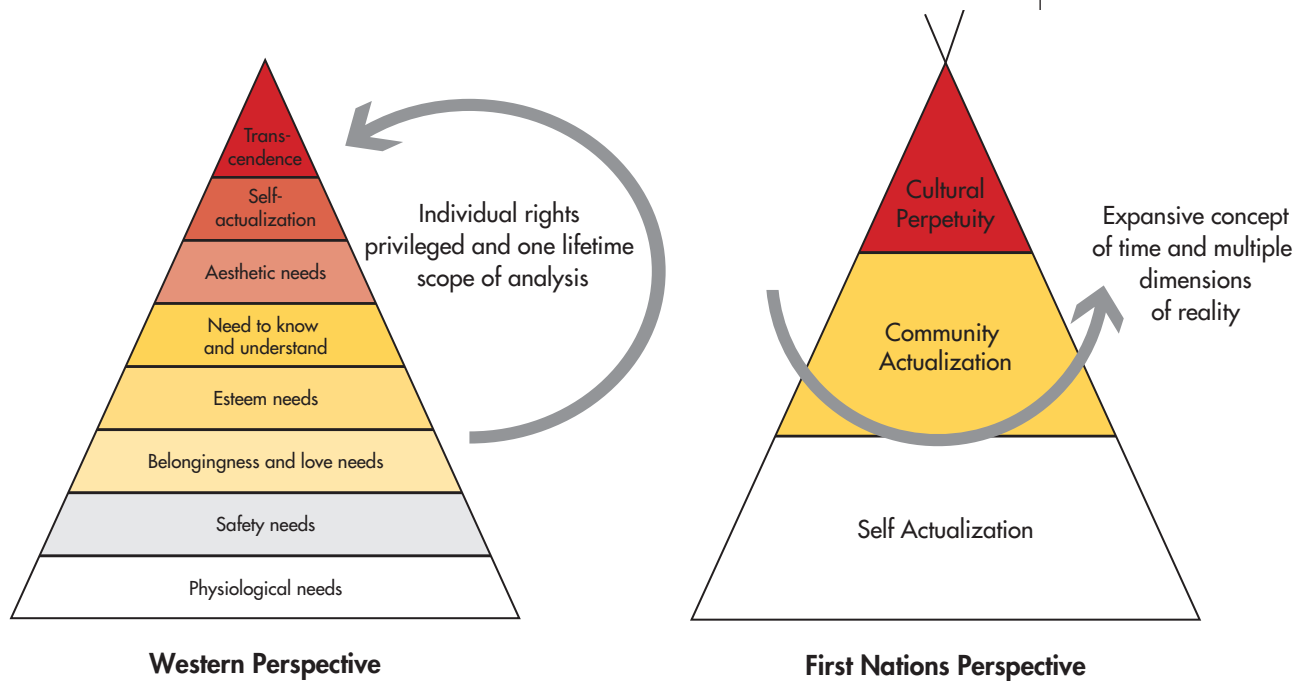 Trans-
cendence
Self-
actualization
Aesthetic needs
Need to know
and understand
Esteem needs
Belongingness and love needs
Safety needs
Physiological needs
Individual rights
privileged and one lifetime
scope of analysis
Western Perspective
Cultural
Perpetuity
Community
Actualization
Self Actualization
Expansive concept
of time and multiple
dimensions
of reality
First Nations Perspective